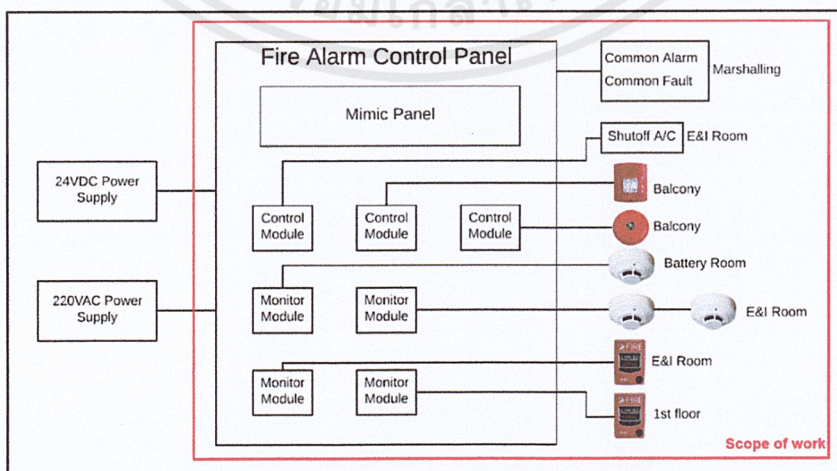 Fire Alarm Control Panel
Mimic Panel
Common Alarm
Common Fault
Marshalling
Shutoff A/C
E&I Room
24VDC Power
Supply
Balcony
Control
Module
Control
Module
Control
Module
Balcony
Battery Room
220VAC Power
Supply
Monitor
Module
Monitor
Module
E&I Room
FIRE
E&I Room
Monitor
Module
Monitor
Module
FIRE
1st floor
Scope of work